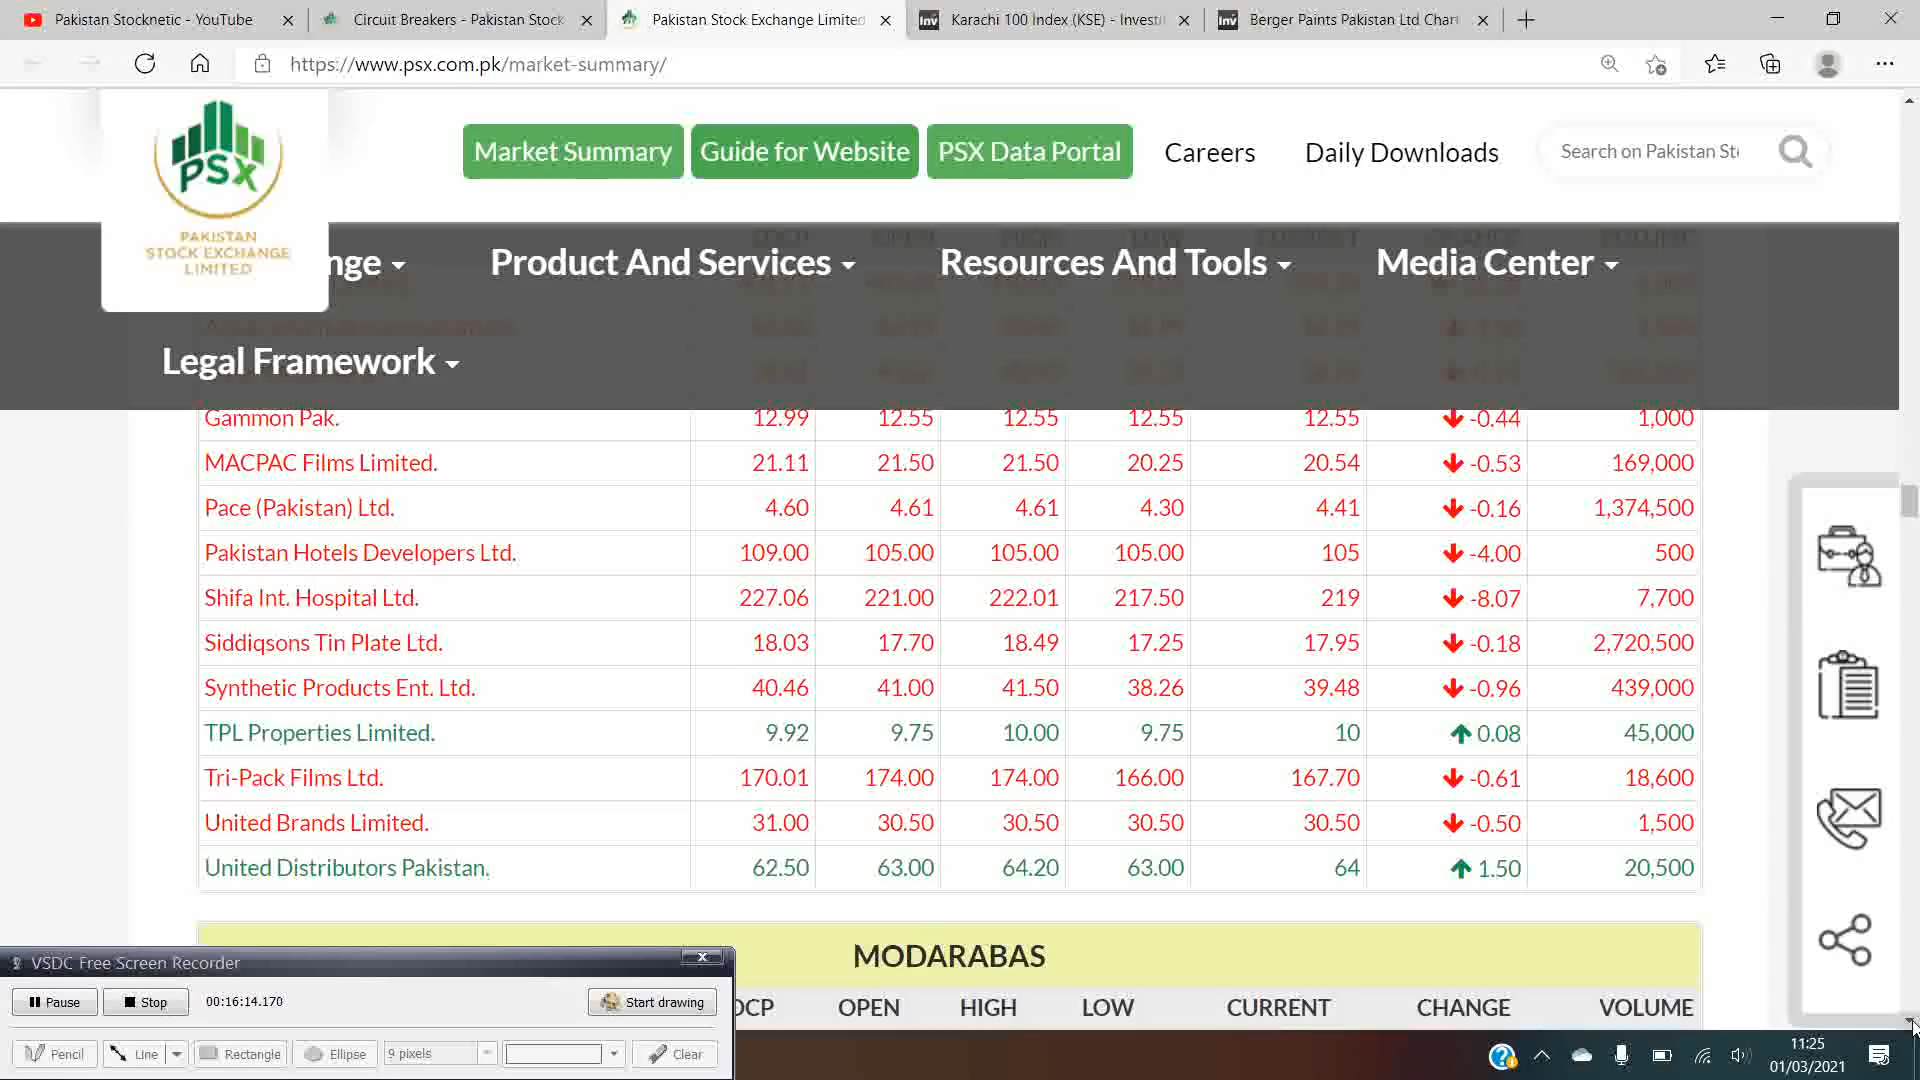 Pakistan Stocknetic - YouTube
Circuit Breakers - Pakistan Stock
Pakistan Stock Exchange Limited
Karachi 100 Index (KSE) - Investi
Berger Paints Pakistan Ltd Chart
https://www.psx.com.pk/market-summary/
PSX
PAKISTAN
STOCK EXCHANGE
LIMITED
Market Summary
Guide for Website
PSX Data Portal
Careers
Daily Downloads
Search on Pakistan Sto
nge
Product And Services
Resources And Tools
Media Center
Legal Framework
Gammon Pak. 12.99 12.55 12.55 12.55 12.55 -0.44 1,000
MACPAC Films Limited. 21.11 21.50 21.50 20.25 20.54 -0.53 169,000
Pace (Pakistan) Ltd. 4.60 4.61 4.61 4.30 4.41 -0.16 1,374,500
Pakistan Hotels Developers Ltd. 109.00 105.00 105.00 105.00 105 -4.00 500
Shifa Int. Hospital Ltd. 227.06 221.00 222.01 217.50 219 -8.07 7,700
Siddiqsons Tin Plate Ltd. 18.03 17.70 18.49 17.25 17.95 -0.18 2,720,500
Synthetic Products Ent. Ltd. 40.46 41.00 41.50 38.26 39.48 -0.96 439,000
TPL Properties Limited. 9.92 9.75 10.00 9.75 10 0.08 45,000
Tri-Pack Films Ltd. 170.01 174.00 174.00 166.00 167.70 -0.61 18,600
United Brands Limited. 31.00 30.50 30.50 30.50 30.50 -0.50 1,500
United Distributors Pakistan. 62.50 63.00 64.20 63.00 64 1.50 20,500
MODARABAS
DCP OPEN HIGH LOW CURRENT CHANGE VOLUME
VSDC Free Screen Recorder
Pause
Stop
00:16:14.170
Start drawing
Pencil
Line
Rectangle
Ellipse
9 pixels
Clear
11:25
01/03/2021